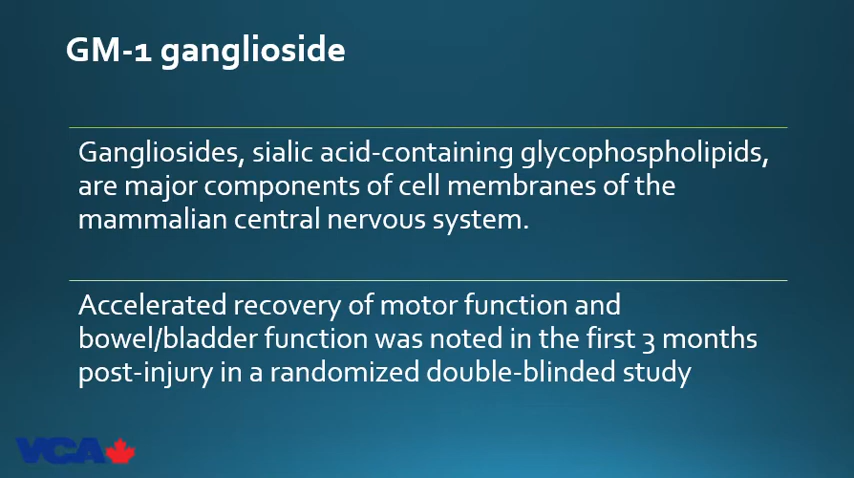 GM-1 ganglioside
Gangliosides, sialic acid-containing glycophospholipids,
are major components of cell membranes of the
mammalian central nervous system.
Accelerated recovery of motor function and
bowel/bladder function was noted in the first 3 months
post-injury in a randomized double-blinded study
VCA